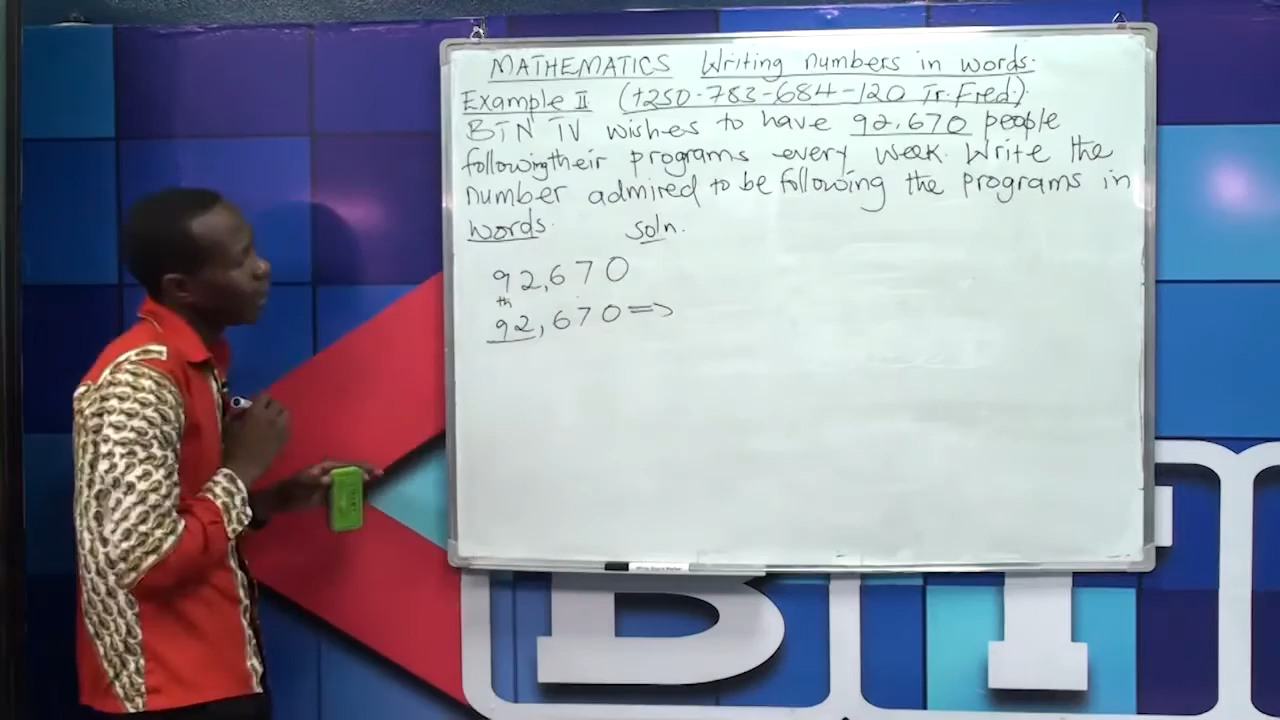 MATHEMATICS Writing numbers in words.
Example II (+250-783-684-120 Tr. Fred.)
BTN TV wishes to have 92,670 people
following their programs every week. Write the
number admired to be following the programs in
words. soln.
92,670
th
92,670 =>
B T